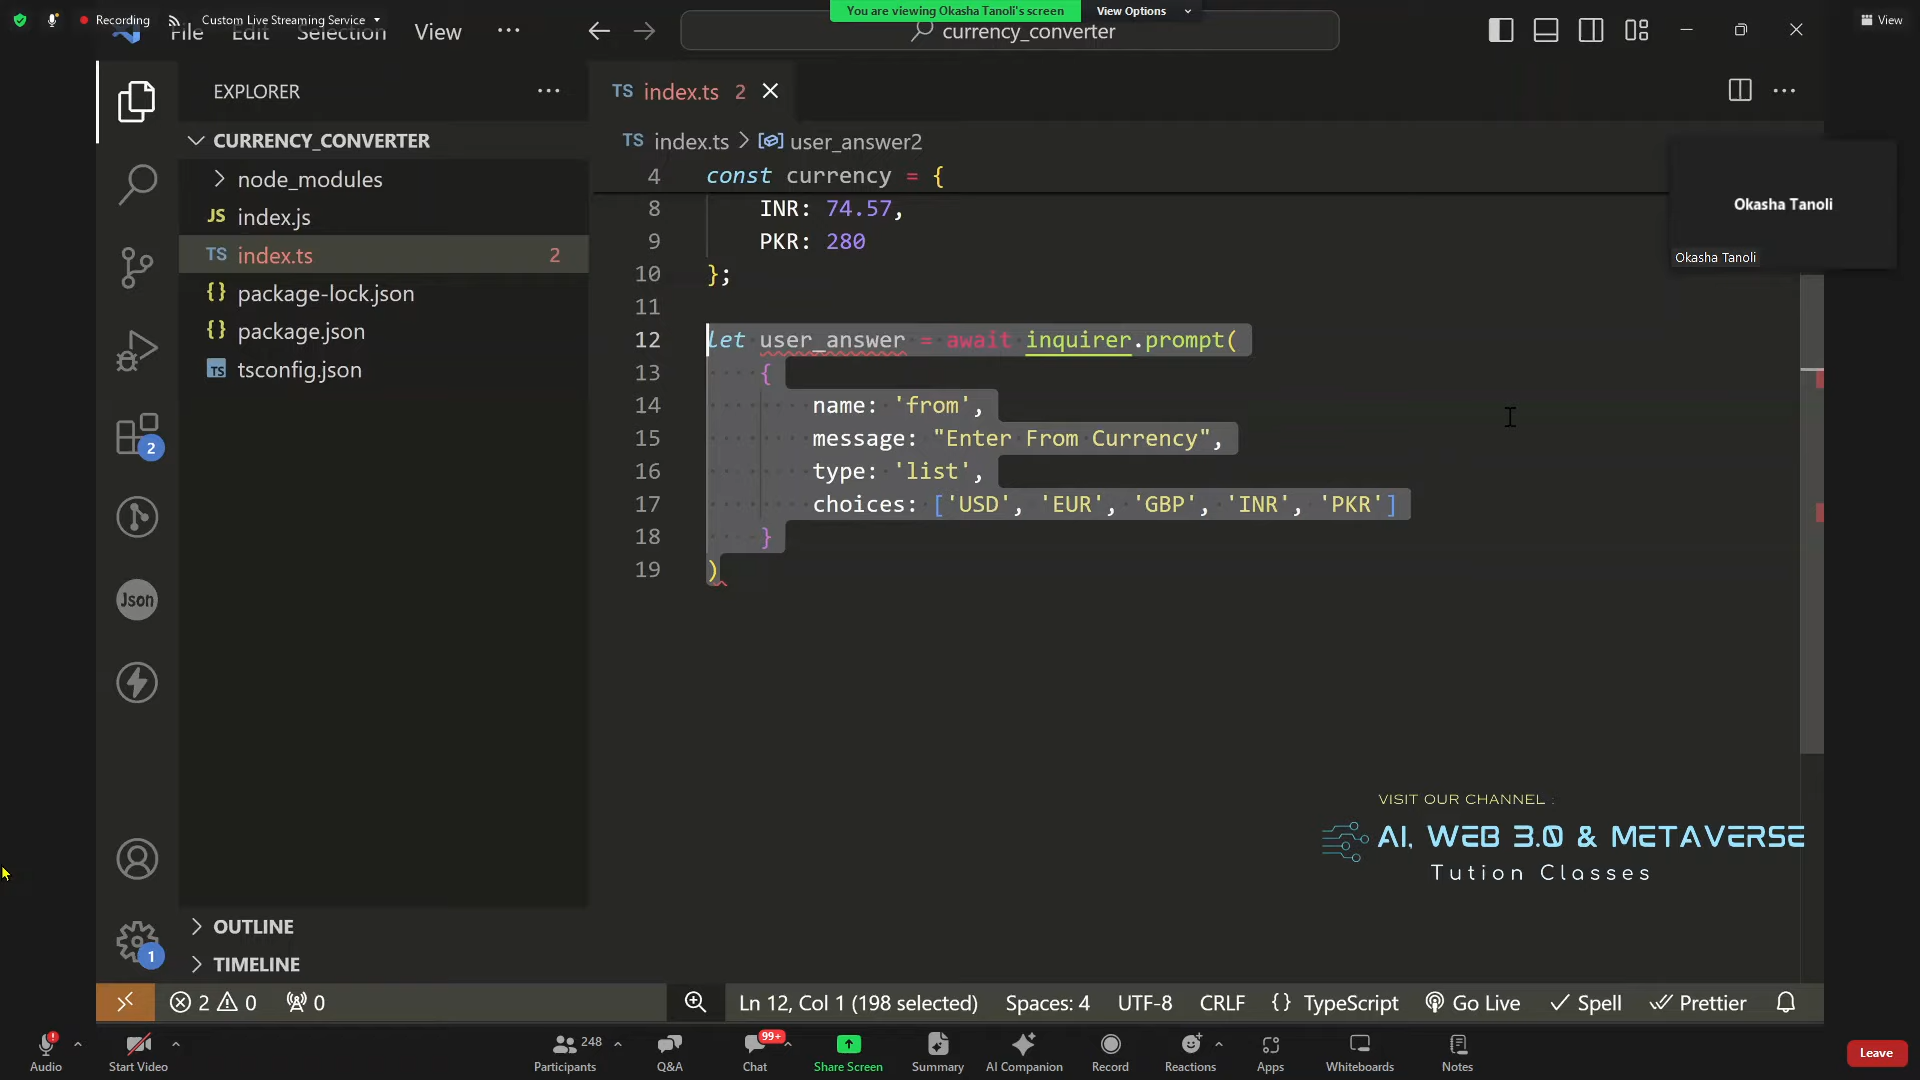 Recording
Custom Live Streaming Service
You are viewing Okasha Tanoli's screen
View Options
View
File Edit Selection View
currency_converter
EXPLORER
TS index.ts 2
CURRENCY_CONVERTER
node_modules
JS index.js
TS index.ts 2
{} package-lock.json
{} package.json
TS tsconfig.json
OUTLINE
TIMELINE
2
Json
1
TS index.ts > user_answer2
4 const currency = {
8 INR: 74.57,
9 PKR: 280
10 };
11
12 let user_answer = await inquirer.prompt(
13 {
14 name: 'from',
15 message: "Enter From Currency",
16 type: 'list',
17 choices: ['USD', 'EUR', 'GBP', 'INR', 'PKR']
18 }
19 )
Okasha Tanoli
Okasha Tanoli
VISIT OUR CHANNEL :
AI, WEB 3.0 & METAVERSE
Tution Classes
2 0 0 Ln 12, Col 1 (198 selected) Spaces: 4 UTF-8 CRLF {} TypeScript Go Live Spell Prettier
Audio
Start Video
248
Participants
Q&A
99+
Chat
Share Screen
Summary
AI Companion
Record
Reactions
Apps
Whiteboards
Notes
Leave